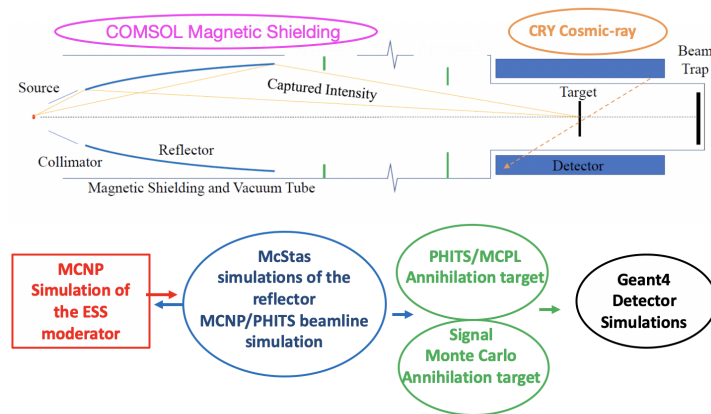 COMSOL Magnetic Shielding
CRY Cosmic-ray
Beam
Trap
Source
Captured Intensity
Target
Reflector
Collimator
Detector
Magnetic Shielding and Vacuum Tube
MCNP
Simulation of
the ESS
moderator
McStas
simulations of the
reflector
MCNP/PHITS beamline
simulation
PHITS/MCPL
Annihilation target
Signal
Monte Carlo
Annihilation target
Geant4
Detector
Simulations